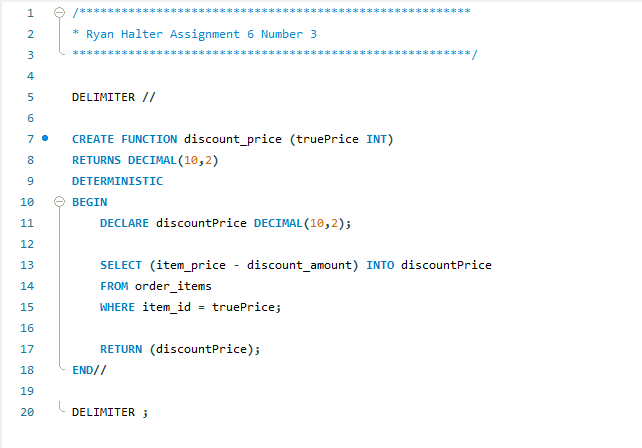 1 /********************************************************
2 * Ryan Halter Assignment 6 Number 3
3 *********************************************************/
4
5 DELIMITER //
6
7 CREATE FUNCTION discount_price (truePrice INT)
8 RETURNS DECIMAL(10,2)
9 DETERMINISTIC
10 BEGIN
11 DECLARE discountPrice DECIMAL(10,2);
12
13 SELECT (item_price - discount_amount) INTO discountPrice
14 FROM order_items
15 WHERE item_id = truePrice;
16
17 RETURN (discountPrice);
18 END//
19
20 DELIMITER ;